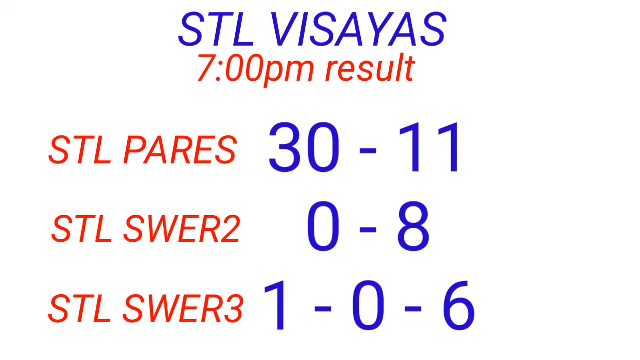 STL VISAYAS
7:00pm result
STL PARES 30 - 11
STL SWER2 0 - 8
STL SWER3 1 - 0 - 6